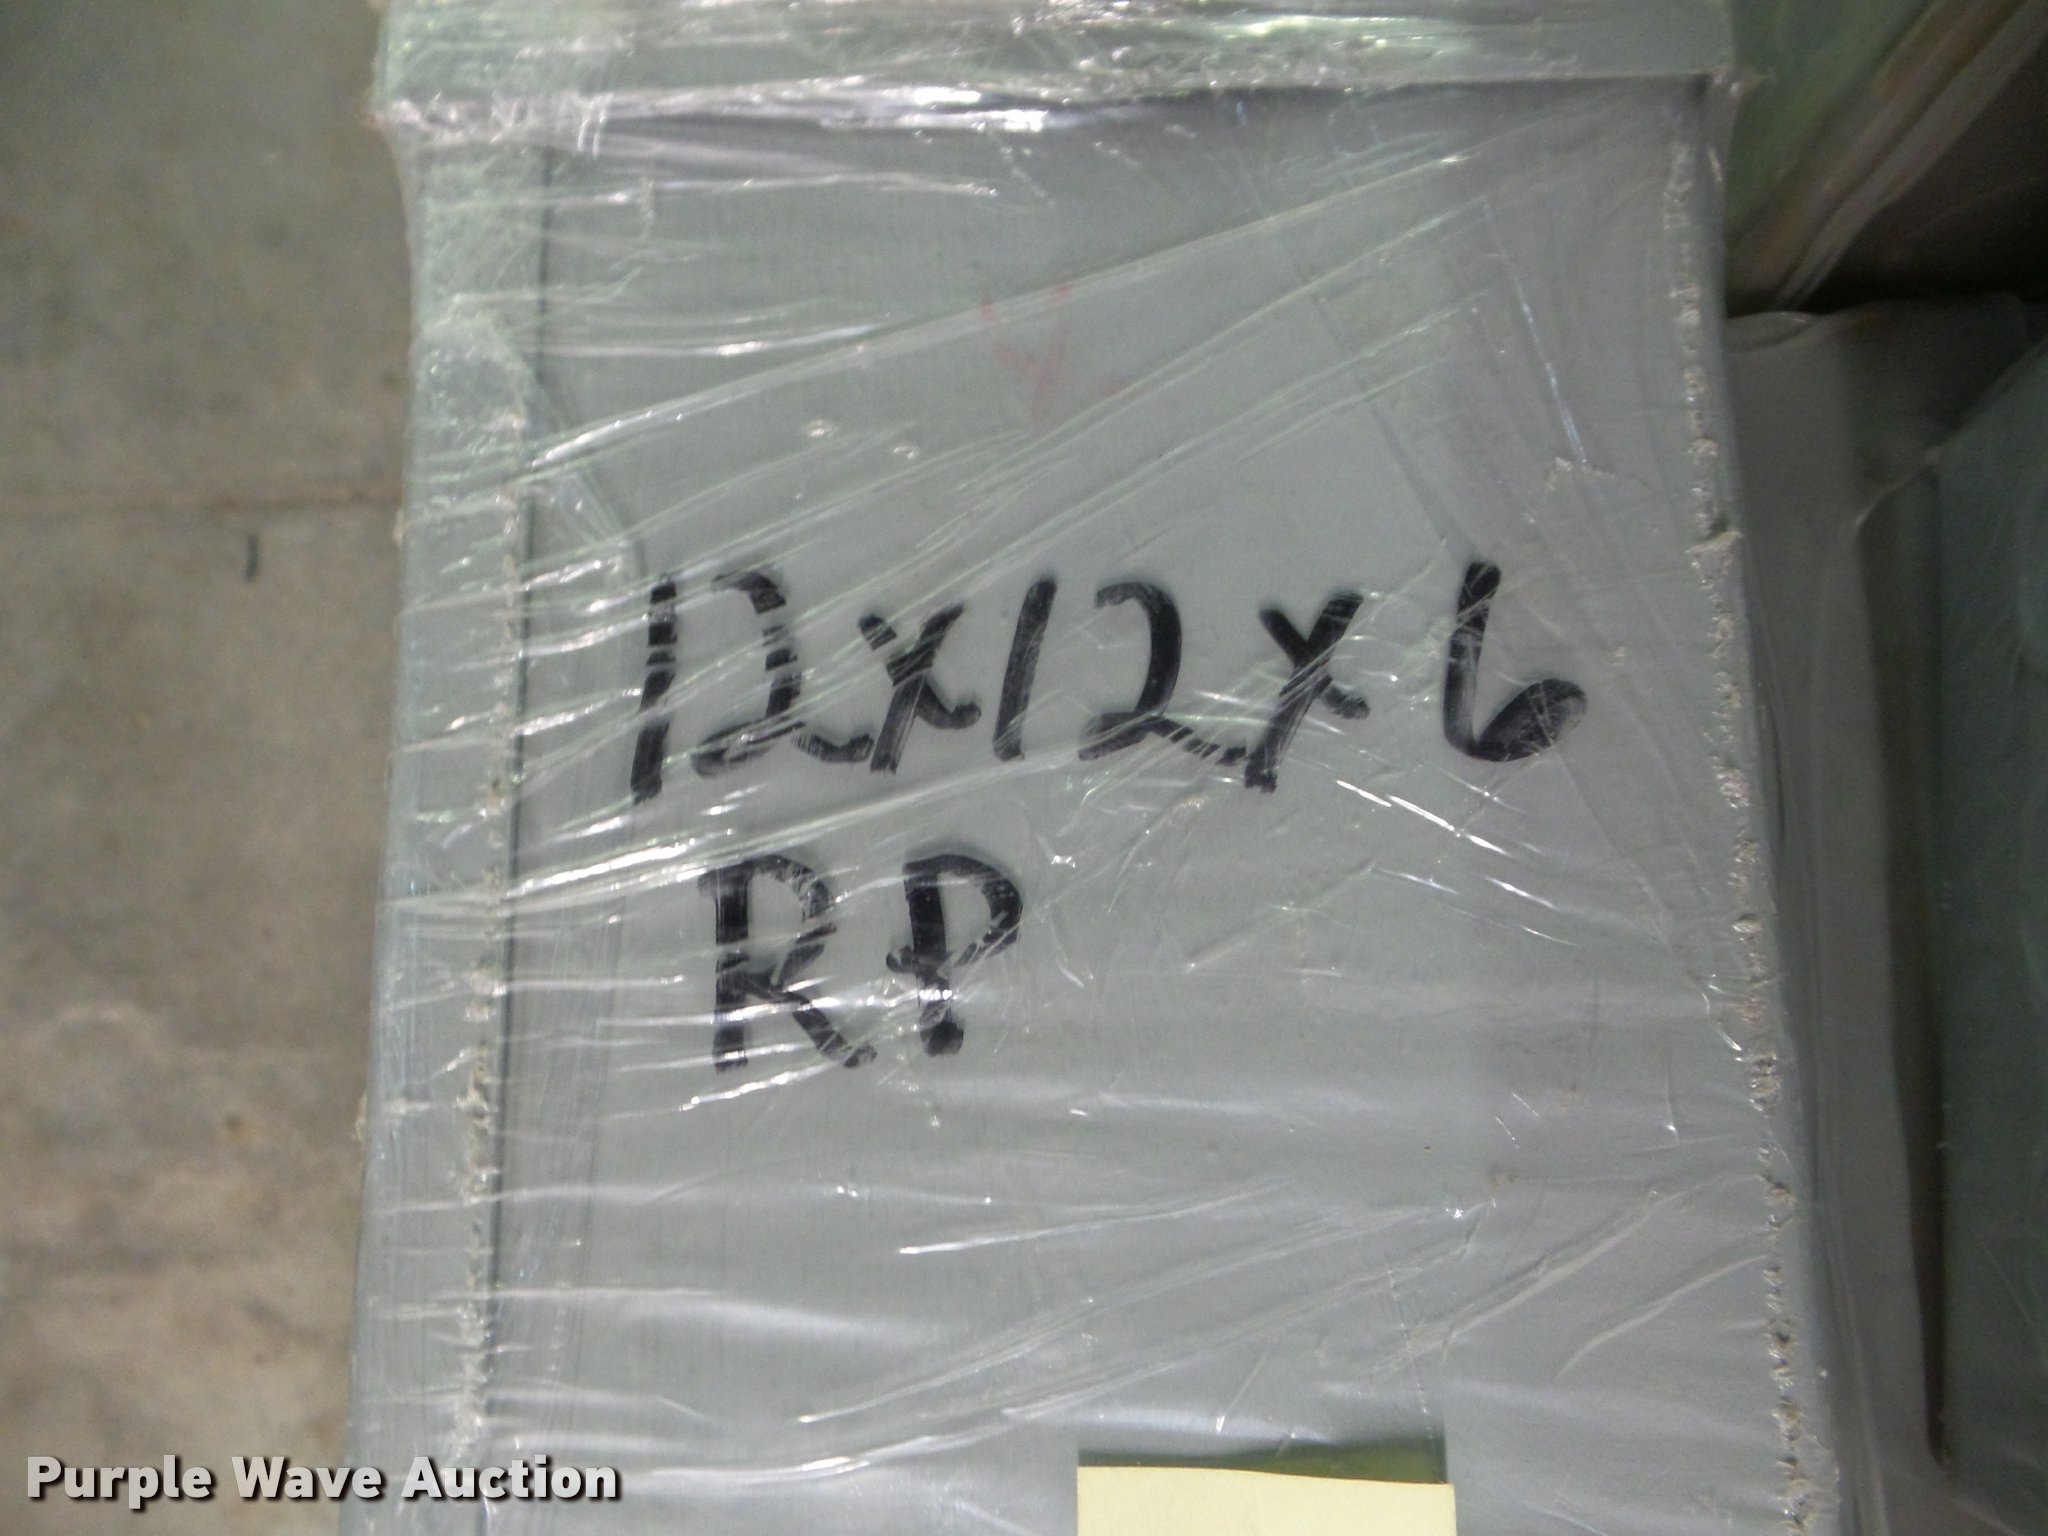 12x12x6
RP
Purple Wave Auction